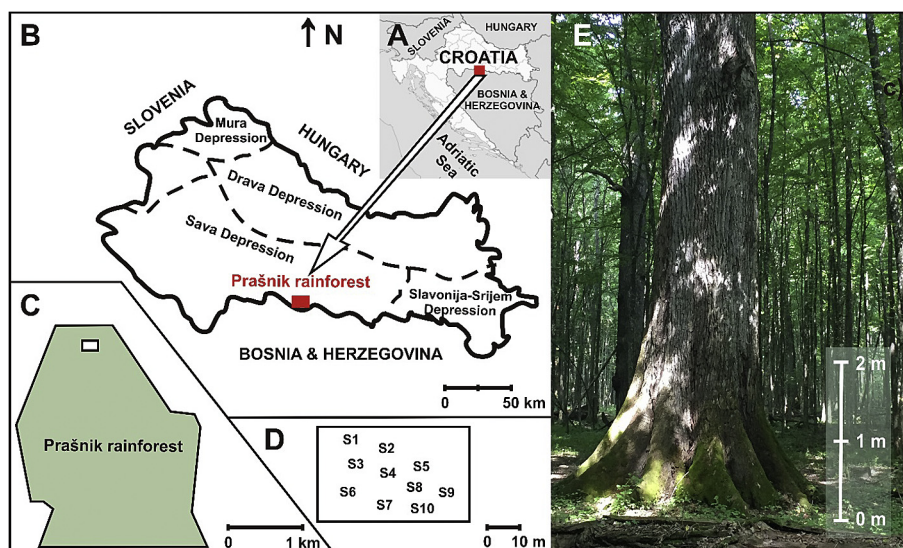 B
N
A
SLOVENIA
HUNGARY
CROATIA
BOSNIA
& HERZEGOVINA
Adriatic
Sea
SLOVENIA
HUNGARY
Mura
Depression
Drava Depression
Sava Depression
Prašnik rainforest
Slavonija-Srijem
Depression
BOSNIA & HERZEGOVINA
0 50 km
C
Prašnik rainforest
0 1 km
D
S1
S2
S3
S4
S5
S6
S7
S8
S9
S10
0 10 m
E
c)
2 m
1 m
0 m